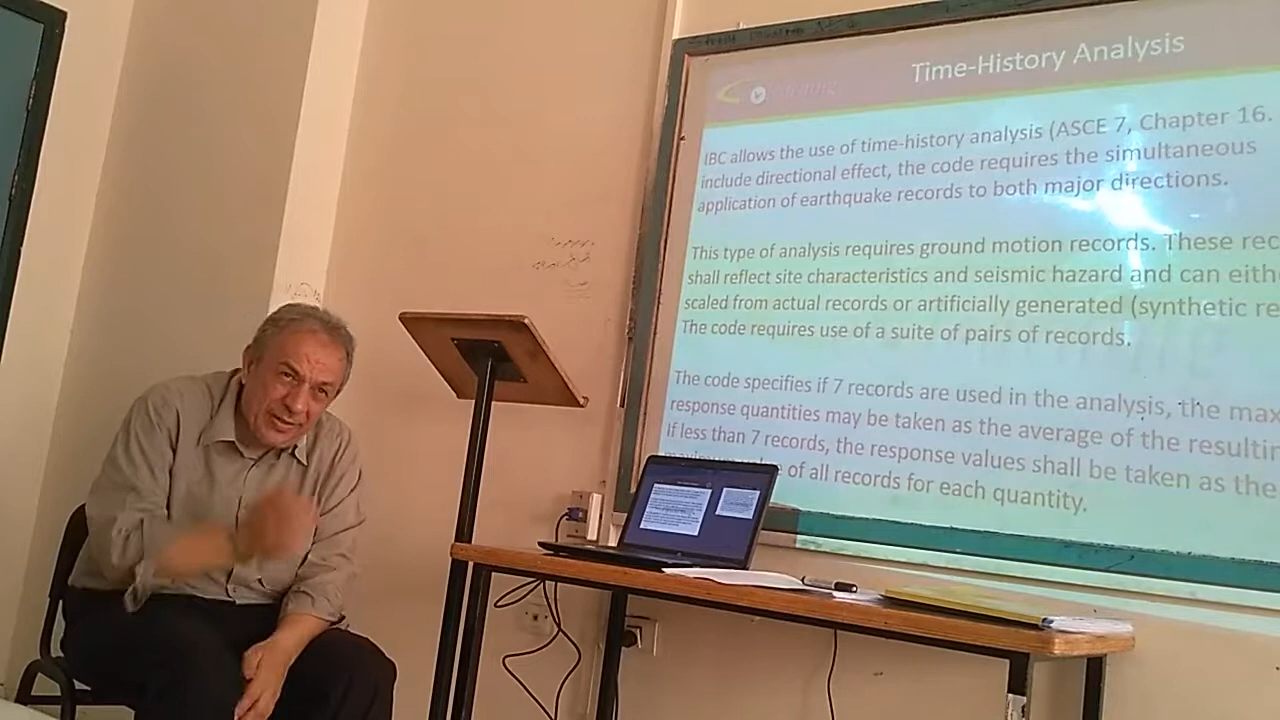 Time-History Analysis
IBC allows the use of time-history analysis (ASCE 7, Chapter 16.
include directional effect, the code requires the simultaneous
application of earthquake records to both major directions.
This type of analysis requires ground motion records. These rec
shall reflect site characteristics and seismic hazard and can eith
scaled from actual records or artificially generated (synthetic re
The code requires use of a suite of pairs of records.
The code specifies if 7 records are used in the analysis, the max
response quantities may be taken as the average of the resultin
If less than 7 records, the response values shall be taken as the
of all records for each quantity.